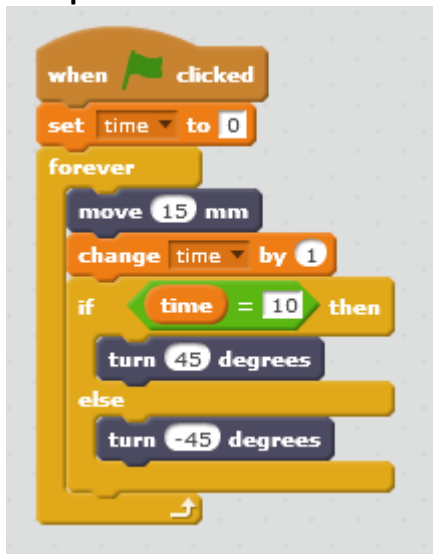 when clicked
set time to 0
forever
move 15 mm
change time by 1
if time = 10 then
turn 45 degrees
else
turn -45 degrees